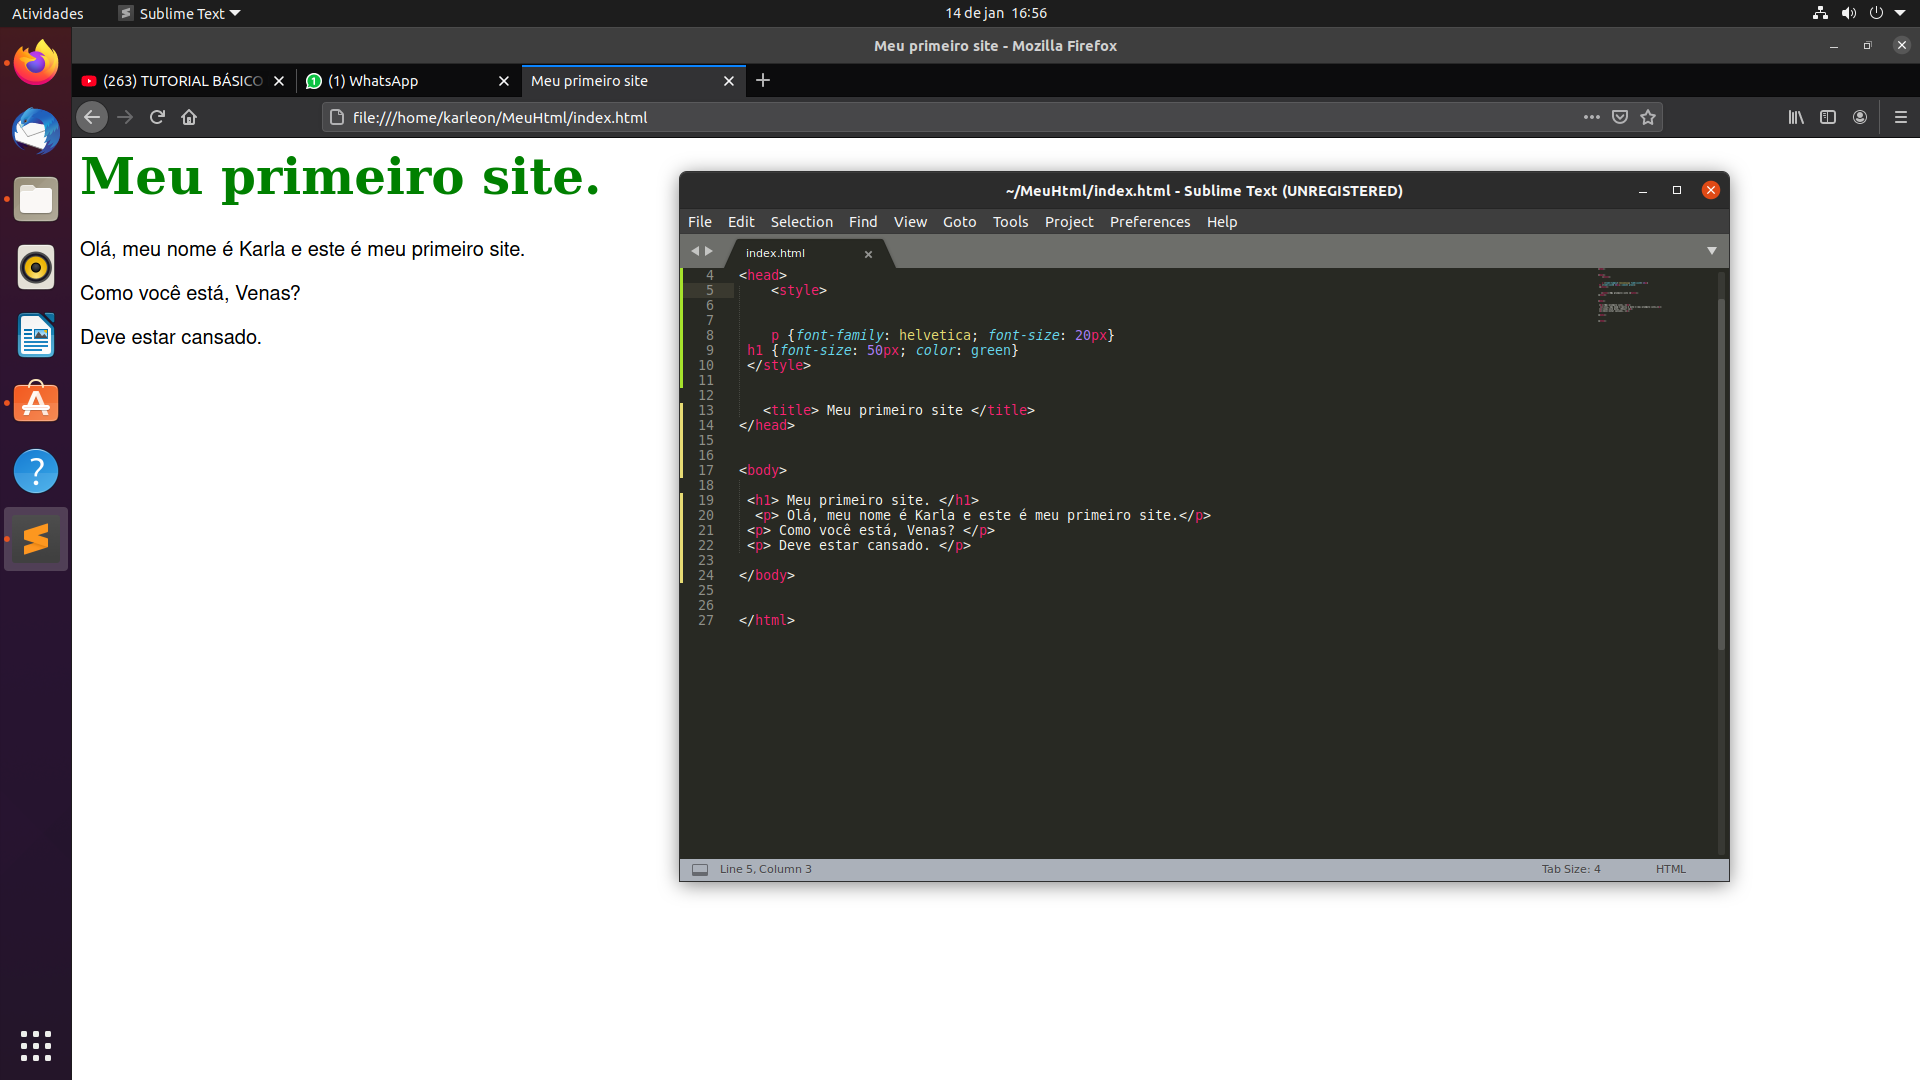 Atividades
Sublime Text
14 de jan 16:56
Meu primeiro site - Mozilla Firefox
(263) TUTORIAL BÁSICO
(1) WhatsApp
Meu primeiro site
file:///home/karleon/MeuHtml/index.html
Meu primeiro site.
Olá, meu nome é Karla e este é meu primeiro site.
Como você está, Venas?
Deve estar cansado.
~/MeuHtml/index.html - Sublime Text (UNREGISTERED)
File Edit Selection Find View Goto Tools Project Preferences Help
index.html
4 <head>
5 <style>
6
7
8 p {font-family: helvetica; font-size: 20px}
9 h1 {font-size: 50px; color: green}
10 </style>
11
12
13 <title> Meu primeiro site </title>
14 </head>
15
16
17 <body>
18
19 <h1> Meu primeiro site. </h1>
20 <p> Olá, meu nome é Karla e este é meu primeiro site.</p>
21 <p> Como você está, Venas? </p>
22 <p> Deve estar cansado. </p>
23
24 </body>
25
26
27 </html>
Line 5, Column 3
Tab Size: 4
HTML